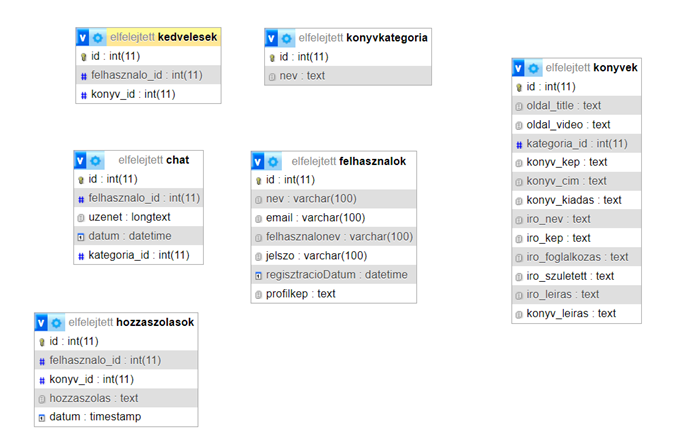 v elfelejtett kedvelesek
id : int(11)
# felhasznalo_id : int(11)
# konyv_id : int(11)
v elfelejtett konyvkategoria
id : int(11)
nev : text
v elfelejtett konyvek
id : int(11)
oldal_title : text
oldal_video : text
# kategoria_id : int(11)
konyv_kep : text
konyv_cim : text
konyv_kiadas : text
iro_nev : text
iro_kep : text
iro_foglalkozas : text
iro_szuletett : text
iro_leiras : text
konyv_leiras : text
v elfelejtett chat
id : int(11)
# felhasznalo_id : int(11)
uzenet : longtext
datum : datetime
# kategoria_id : int(11)
v elfelejtett felhasznalok
id : int(11)
nev : varchar(100)
email : varchar(100)
felhasznalonev : varchar(100)
jelszo : varchar(100)
regisztracioDatum : datetime
profilkep : text
v elfelejtett hozzaszolasok
id : int(11)
# felhasznalo_id : int(11)
# konyv_id : int(11)
hozzaszolas : text
datum : timestamp